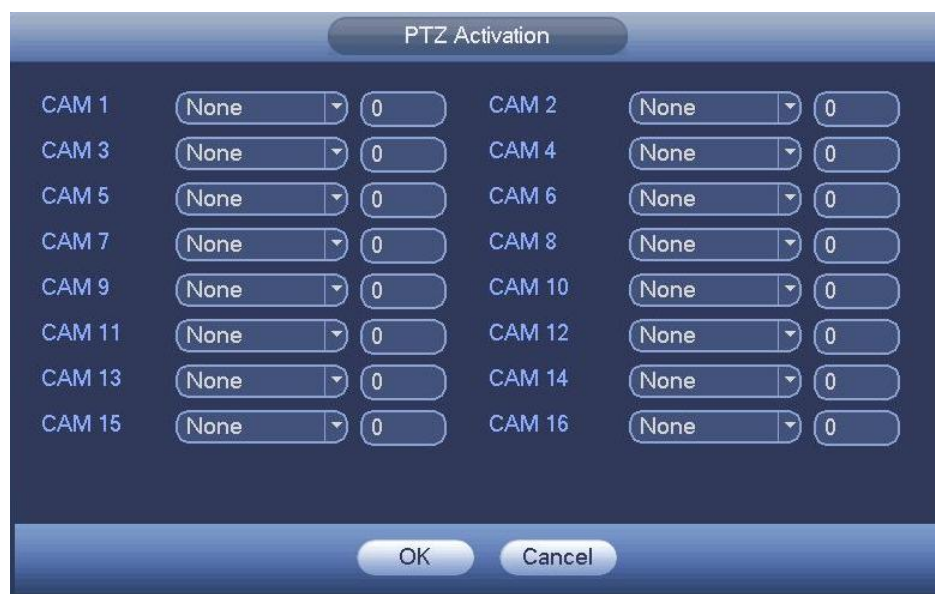 PTZ Activation
CAM 1 None 0 CAM 2 None 0
CAM 3 None 0 CAM 4 None 0
CAM 5 None 0 CAM 6 None 0
CAM 7 None 0 CAM 8 None 0
CAM 9 None 0 CAM 10 None 0
CAM 11 None 0 CAM 12 None 0
CAM 13 None 0 CAM 14 None 0
CAM 15 None 0 CAM 16 None 0
OK Cancel